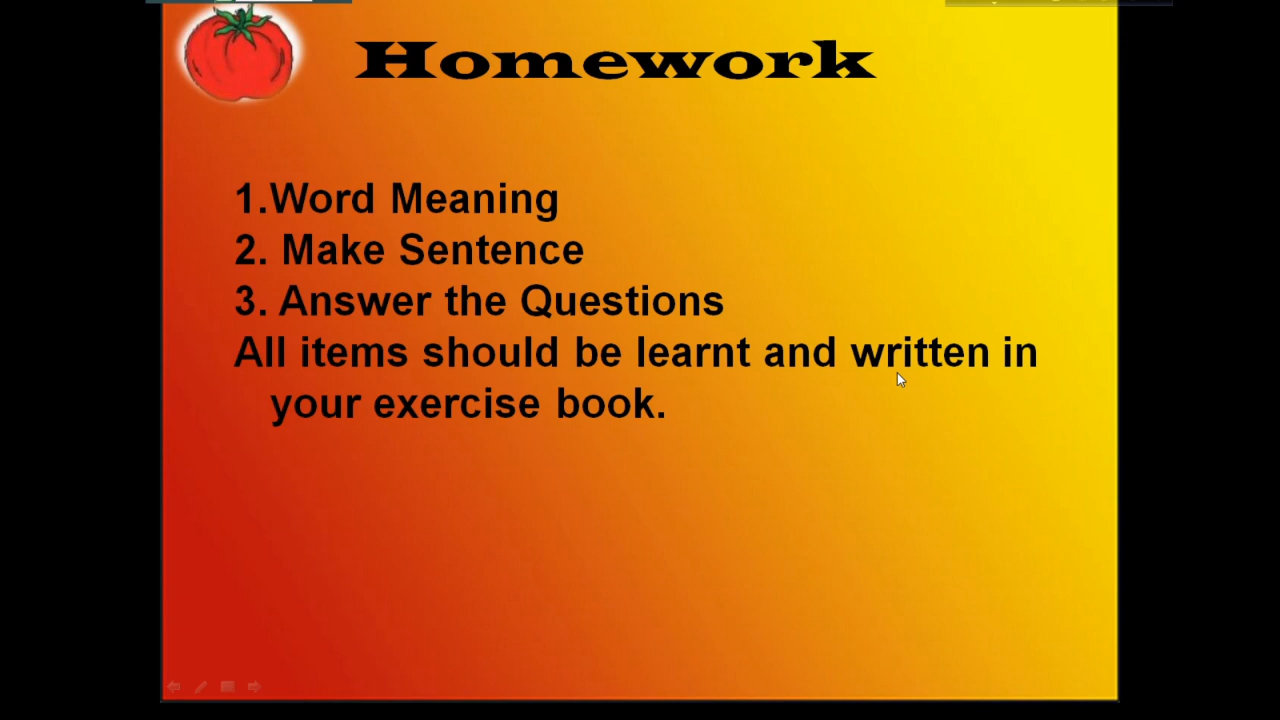 Homework
1.Word Meaning
2. Make Sentence
3. Answer the Questions
All items should be learnt and written in
your exercise book.